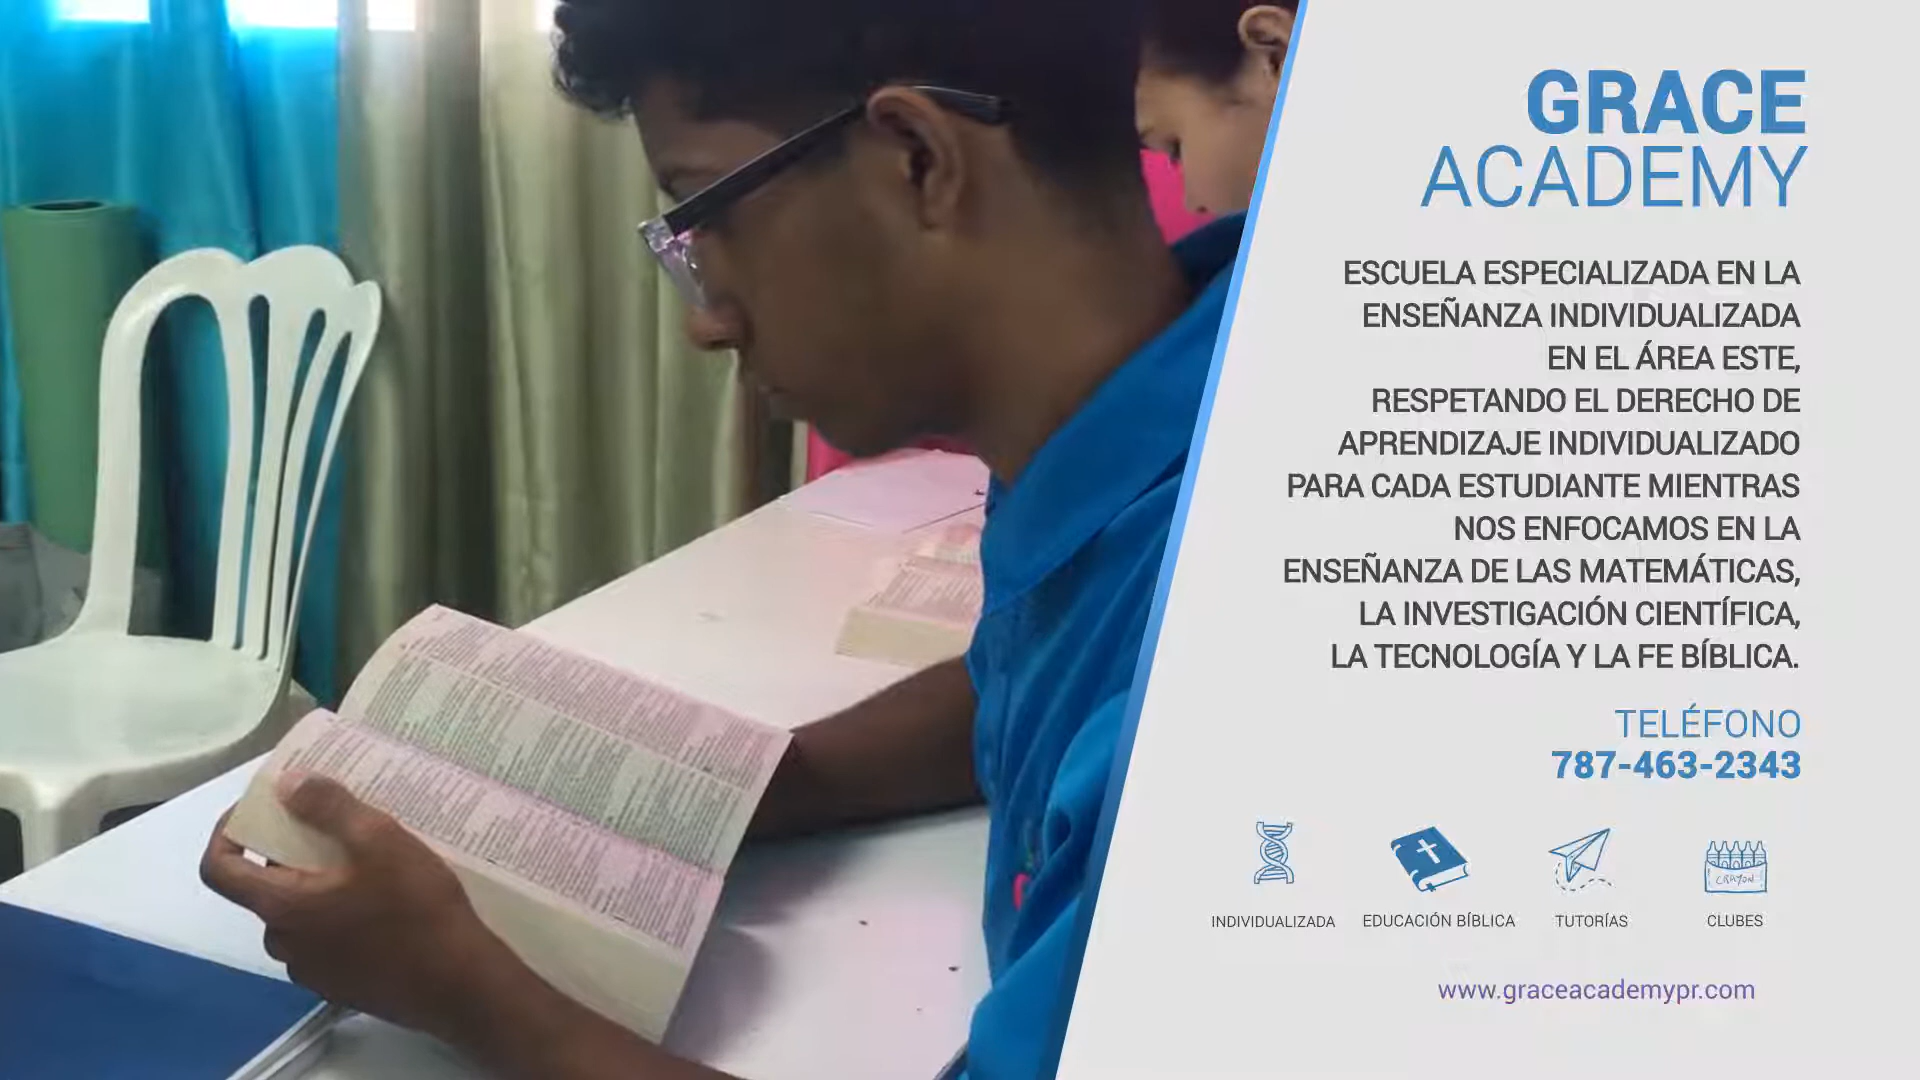 GRACE
ACADEMY
ESCUELA ESPECIALIZADA EN LA
ENSEÑANZA INDIVIDUALIZADA
EN EL ÁREA ESTE,
RESPETANDO EL DERECHO DE
APRENDIZAJE INDIVIDUALIZADO
PARA CADA ESTUDIANTE MIENTRAS
NOS ENFOCAMOS EN LA
ENSEÑANZA DE LAS MATEMÁTICAS,
LA INVESTIGACIÓN CIENTÍFICA,
LA TECNOLOGÍA Y LA FE BÍBLICA.
TELÉFONO
787-463-2343
CRAYON
INDIVIDUALIZADA EDUCACIÓN BÍBLICA TUTORÍAS CLUBES
www.graceacademypr.com